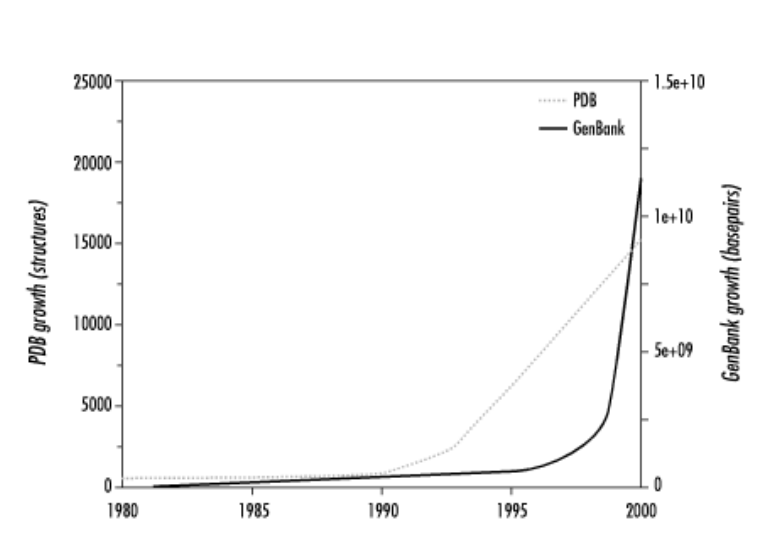 25000
20000
15000
10000
5000
0
PDB growth (structures)
1.5e+10
1e+10
5e+09
0
GenBank growth (basepairs)
PDB
GenBank
1980 1985 1990 1995 2000